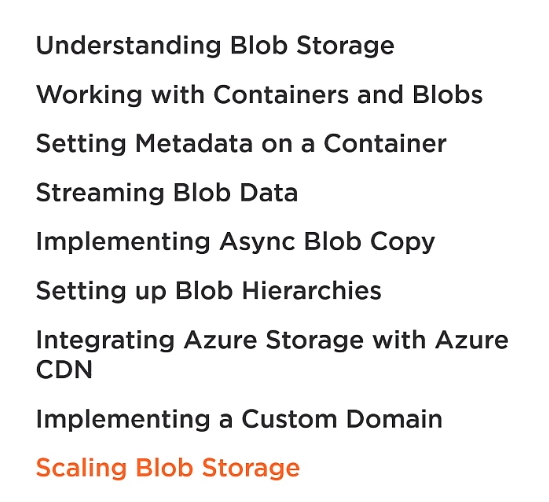 Understanding Blob Storage
Working with Containers and Blobs
Setting Metadata on a Container
Streaming Blob Data
Implementing Async Blob Copy
Setting up Blob Hierarchies
Integrating Azure Storage with Azure
CDN
Implementing a Custom Domain
Scaling Blob Storage